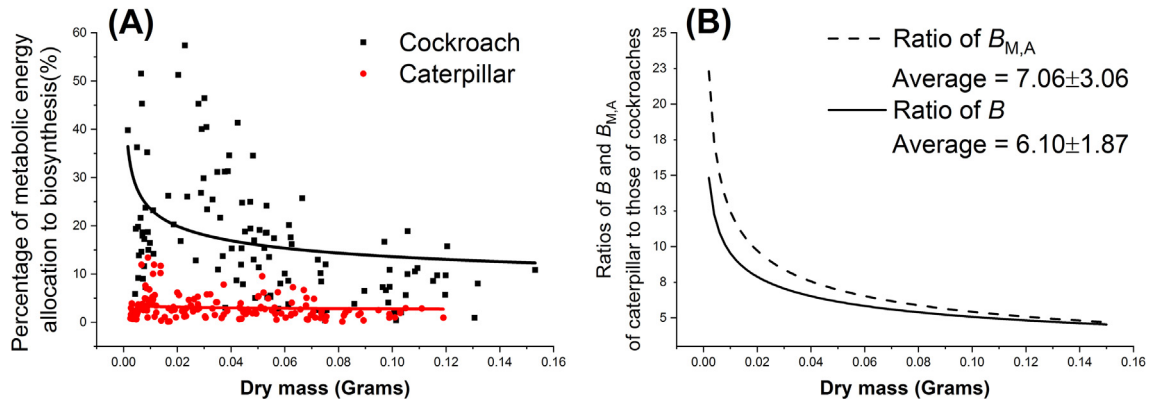 (A)
Percentage of metabolic energy
allocation to biosynthesis(%)
60
50
40
30
20
10
0
Cockroach
Caterpillar
0.00 0.02 0.04 0.06 0.08 0.10 0.12 0.14 0.16
Dry mass (Grams)
(B)
Ratios of B and B_M,A
of caterpillar to those of cockroaches
25
23
20
18
15
13
10
8
5
Ratio of B_M,A
Average = 7.06±3.06
Ratio of B
Average = 6.10±1.87
0.00 0.02 0.04 0.06 0.08 0.10 0.12 0.14 0.16
Dry mass (Grams)